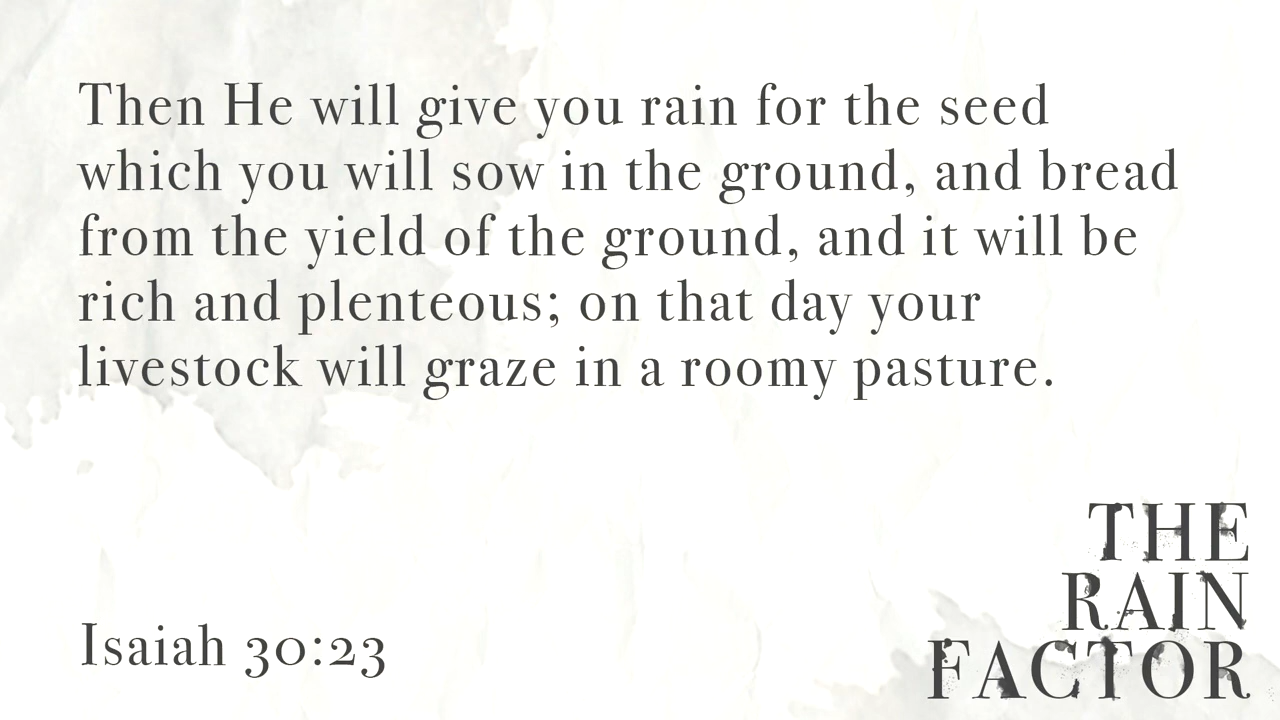 Then He will give you rain for the seed
which you will sow in the ground, and bread
from the yield of the ground, and it will be
rich and plenteous; on that day your
livestock will graze in a roomy pasture.
Isaiah 30:23
THE
RAIN
FACTOR